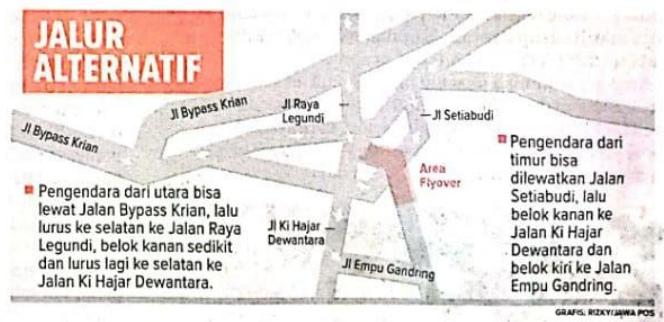 JALUR
ALTERNATIF
Jl Bypass Krian
Jl Bypass Krian
Jl Raya
Legundi
Jl Setiabudi
Area
Flyover
Jl Ki Hajar
Dewantara
Jl Empu Gandring
Pengendara dari utara bisa
lewat Jalan Bypass Krian, lalu
lurus ke selatan ke Jalan Raya
Legundi, belok kanan sedikit
dan lurus lagi ke selatan ke
Jalan Ki Hajar Dewantara.
Pengendara dari
timur bisa
dilewatkan Jalan
Setiabudi, lalu
belok kanan ke
Jalan Ki Hajar
Dewantara dan
belok kiri ke Jalan
Empu Gandring.
GRAFIS: RIZKY/JAWA POS